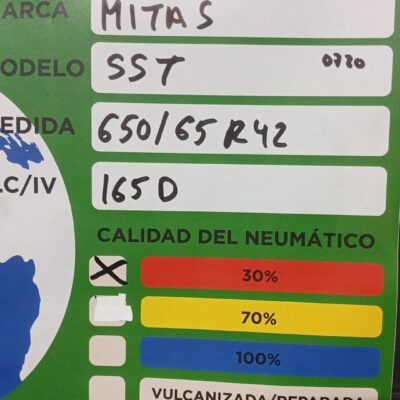 ARCA MITAS
ODELO SST 0720
EDIDA 650/65 R42
LC/IV 165D
CALIDAD DEL NEUMÁTICO
30%
70%
100%
VULCANIZADA/REPARADA